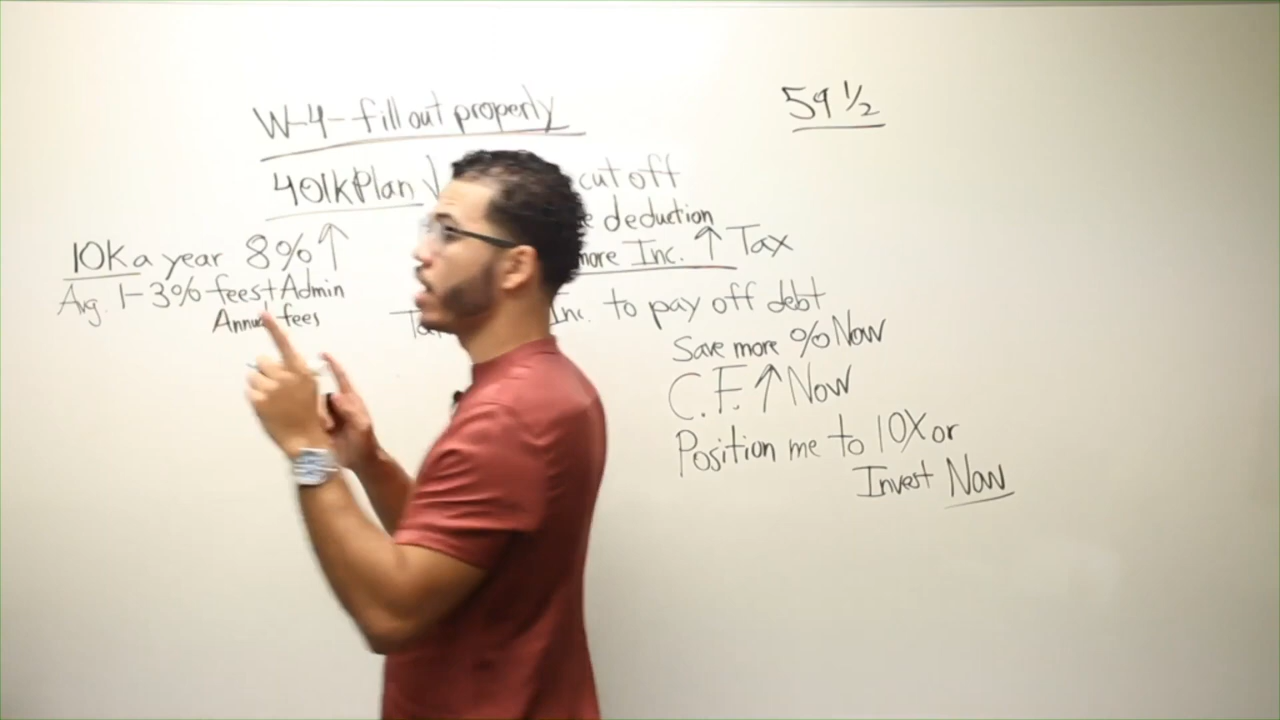 W-4-fill out properly
59 1/2
401k Plan
cut off
deduction
10K a year 8% ↑
more Inc. ↑ Tax
Avg. 1-3% fees+Admin
Annual fees
Inc. to pay off debt
Save more % Now
C.F. ↑ Now
Position me to 10X or
Invest Now